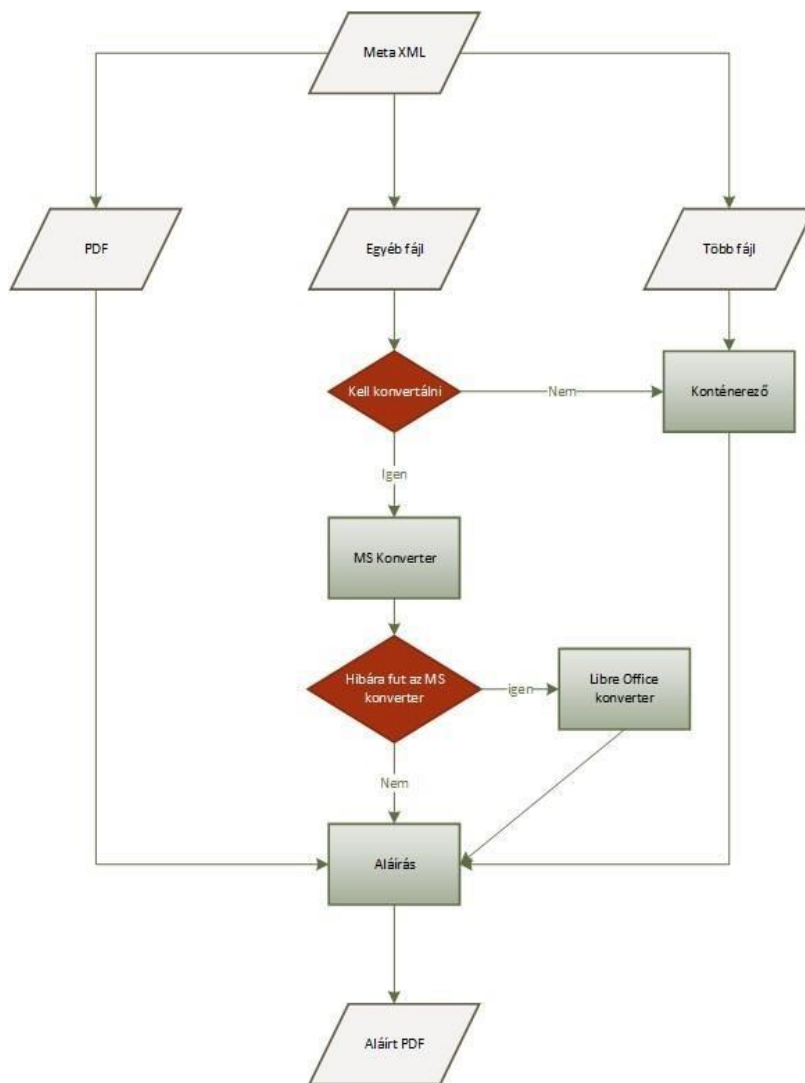 Meta XML
PDF
Egyéb fájl
Több fájl
Kell konvertálni
Nem
Konténerező
Igen
MS Konverter
Hibára fut az MS
konverter
igen
Libre Office
konverter
Nem
Aláírás
Aláírt PDF